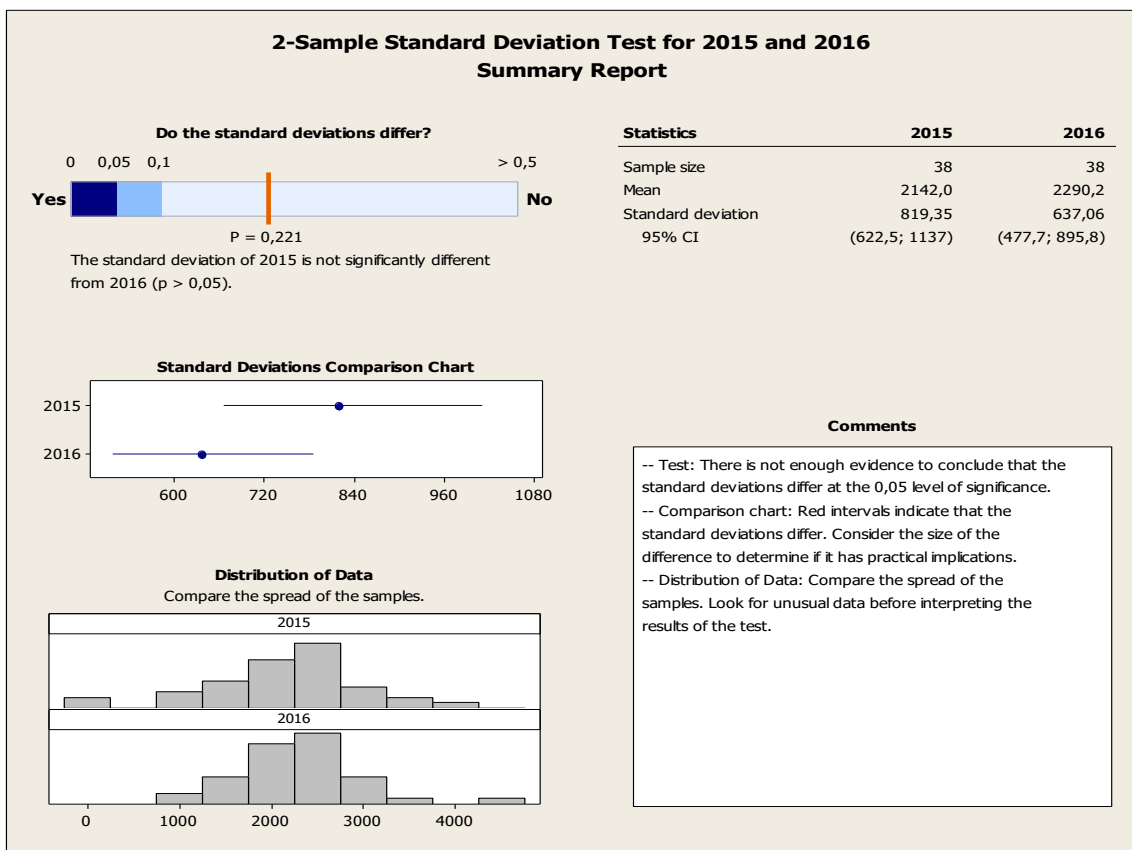 2-Sample Standard Deviation Test for 2015 and 2016
Summary Report
Do the standard deviations differ?
0 0,05 0,1 > 0,5
Yes No
P = 0,221
The standard deviation of 2015 is not significantly different
from 2016 (p > 0,05).
Statistics 2015 2016
Sample size 38 38
Mean 2142,0 2290,2
Standard deviation 819,35 637,06
95% CI (622,5; 1137) (477,7; 895,8)
Standard Deviations Comparison Chart
2015
2016
600 720 840 960 1080
Distribution of Data
Compare the spread of the samples.
2015
2016
0 1000 2000 3000 4000
Comments
-- Test: There is not enough evidence to conclude that the
standard deviations differ at the 0,05 level of significance.
-- Comparison chart: Red intervals indicate that the
standard deviations differ. Consider the size of the
difference to determine if it has practical implications.
-- Distribution of Data: Compare the spread of the
samples. Look for unusual data before interpreting the
results of the test.